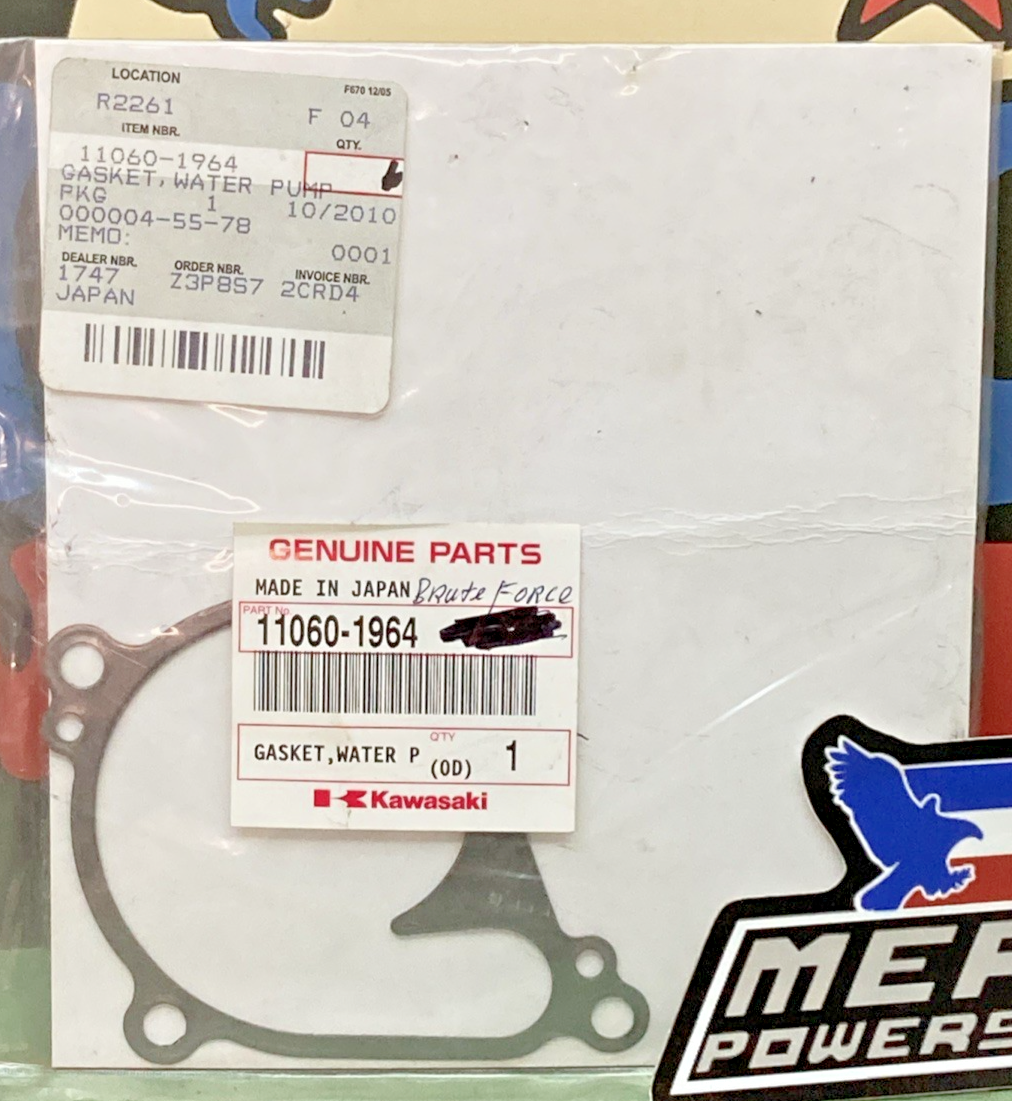 LOCATION
F670 12/05
R2261
F 04
ITEM NBR.
QTY.
11060-1964
GASKET, WATER PUMP
PKG 1 10/2010
000004-55-78
MEMO: 0001
DEALER NBR. ORDER NBR. INVOICE NBR.
1747 Z3P8S7 2CRD4
JAPAN
GENUINE PARTS
MADE IN JAPAN Brute Force
PART No.
11060-1964
QTY
GASKET,WATER P (OD) 1
Kawasaki
POWERS